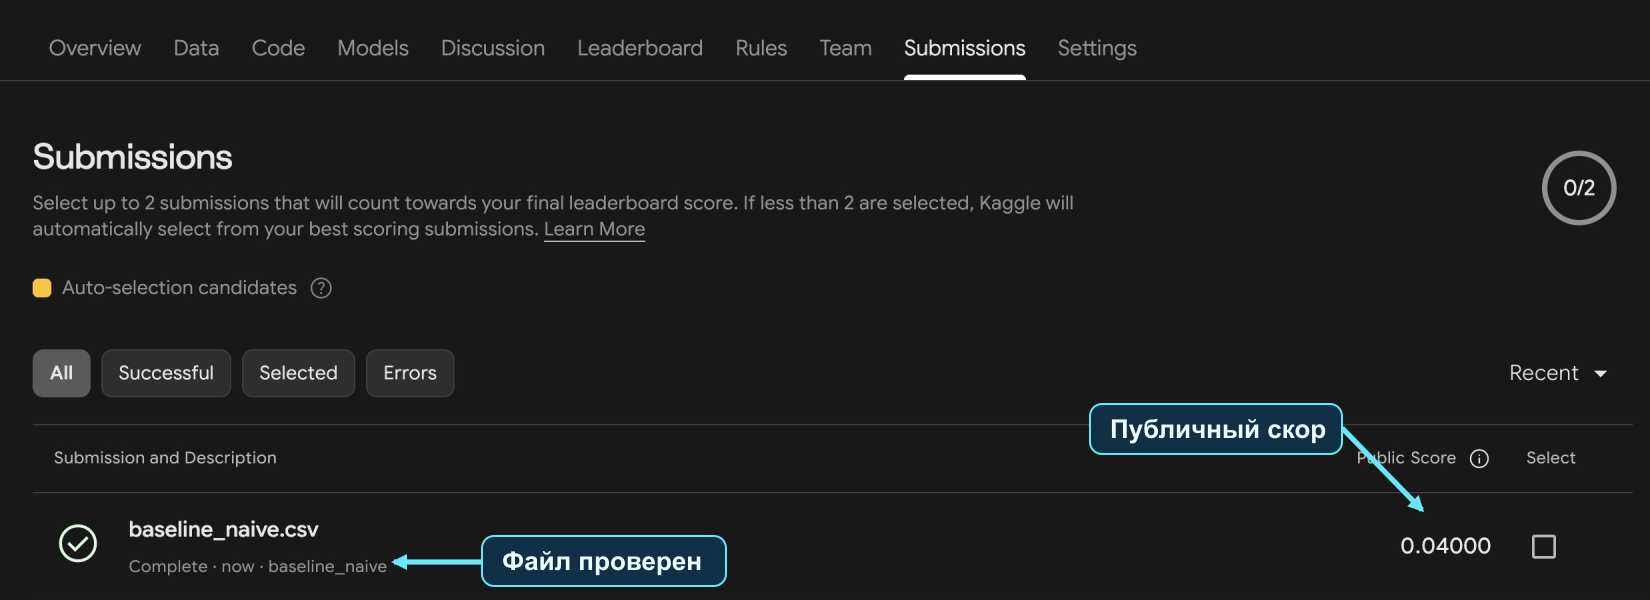 Overview Data Code Models Discussion Leaderboard Rules Team Submissions Settings
Submissions
0/2
Select up to 2 submissions that will count towards your final leaderboard score. If less than 2 are selected, Kaggle will
automatically select from your best scoring submissions. Learn More
Auto-selection candidates ?
All Successful Selected Errors
Recent
Публичный скор
Submission and Description Public Score Select
baseline_naive.csv
0.04000
Complete · now · baseline_naive
Файл проверен